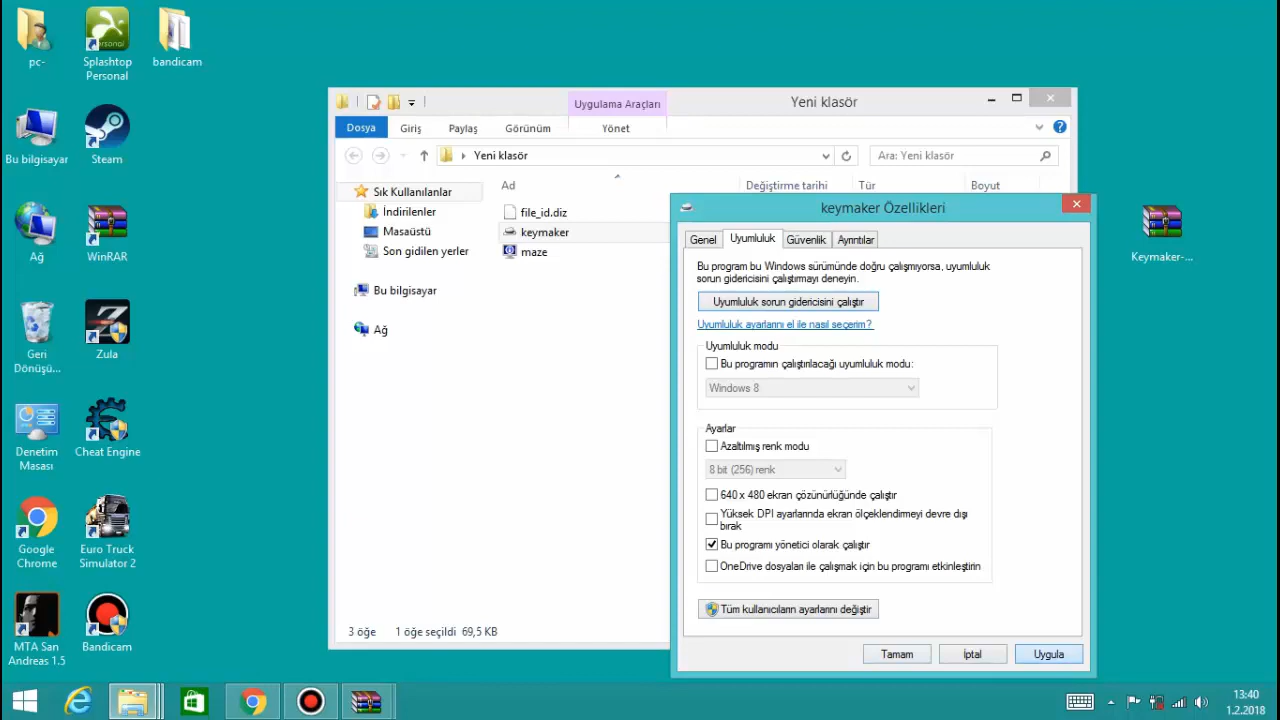 pc-
Splashtop
Personal
bandicam
Bu bilgisayar
Steam
Ağ
WinRAR
Geri
Dönüşü...
Zula
Denetim
Masası
Cheat Engine
Google
Chrome
Euro Truck
Simulator 2
MTA San
Andreas 1.5
Bandicam
Keymaker-...
Uygulama Araçları
Yeni klasör
Dosya
Giriş
Paylaş
Görünüm
Yönet
Yeni klasör
Ara: Yeni klasör
Sık Kullanılanlar
İndirilenler
Masaüstü
Son gidilen yerler
Bu bilgisayar
Ağ
Ad
Değiştirme tarihi
Tür
Boyut
file_id.diz
keymaker
maze
3 öğe
1 öğe seçildi 69,5 KB
keymaker Özellikleri
Genel
Uyumluluk
Güvenlik
Ayrıntılar
Bu program bu Windows sürümünde doğru çalışmıyorsa, uyumluluk
sorun gidericisini çalıştırmayı deneyin.
Uyumluluk sorun gidericisini çalıştır
Uyumluluk ayarlarını el ile nasıl seçerim?
Uyumluluk modu
Bu programın çalıştırılacağı uyumluluk modu:
Windows 8
Ayarlar
Azaltılmış renk modu
8 bit (256) renk
640 x 480 ekran çözünürlüğünde çalıştır
Yüksek DPI ayarlarında ekran ölçeklendirmeyi devre dışı
bırak
Bu programı yönetici olarak çalıştır
OneDrive dosyaları ile çalışmak için bu programı etkinleştirin
Tüm kullanıcıların ayarlarını değiştir
Tamam
İptal
Uygula
13:40
1.2.2018